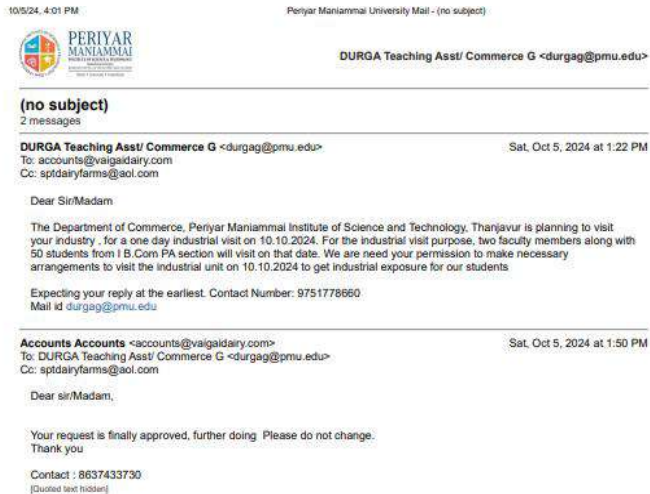 10/5/24, 4:01 PM
Periyar Maniammai University Mail - (no subject)
PERIYAR
MANIAMMAI
DURGA Teaching Asst/ Commerce G <durgag@pmu.edu>
(no subject)
2 messages
DURGA Teaching Asst/ Commerce G <durgag@pmu.edu>
Sat, Oct 5, 2024 at 1:22 PM
To: accounts@vaigaidairy.com
Cc: sptdairyfarms@aol.com
Dear Sir/Madam
The Department of Commerce, Periyar Maniammai Institute of Science and Technology, Thanjavur is planning to visit
your industry , for a one day industrial visit on 10.10.2024. For the industrial visit purpose, two faculty members along with
50 students from I B.Com PA section will visit on that date. We are need your permission to make necessary
arrangements to visit the industrial unit on 10.10.2024 to get industrial exposure for our students
Expecting your reply at the earliest. Contact Number: 9751778660
Mail id durgag@pmu.edu
Accounts Accounts <accounts@vaigaidairy.com>
Sat, Oct 5, 2024 at 1:50 PM
To: DURGA Teaching Asst/ Commerce G <durgag@pmu.edu>
Cc: sptdairyfarms@aol.com
Dear sir/Madam,
Your request is finally approved, further doing Please do not change.
Thank you
Contact : 8637433730
[Quoted text hidden]